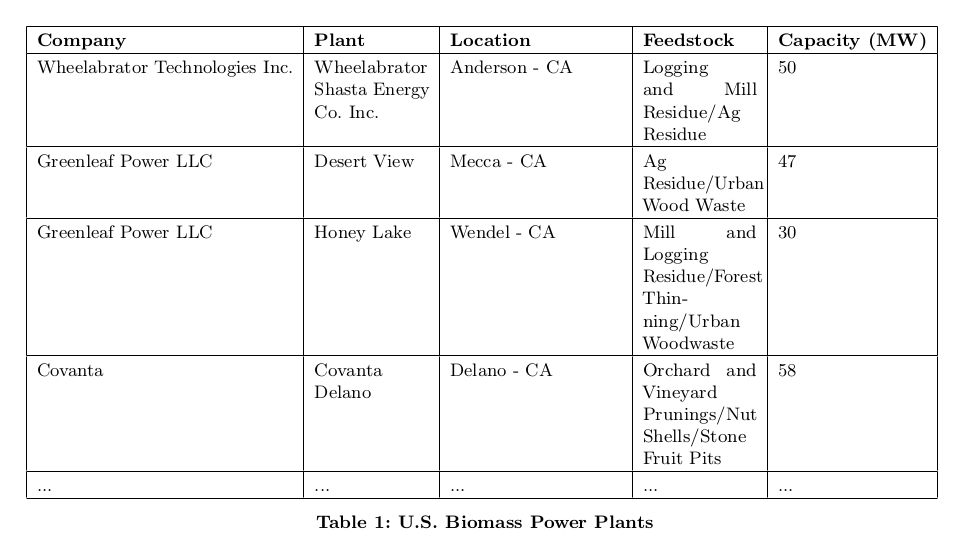 Company Plant Location Feedstock Capacity (MW)
Wheelabrator Technologies Inc. Wheelabrator Anderson - CA Logging 50
Shasta Energy and Mill
Co. Inc. Residue/Ag
Residue
Greenleaf Power LLC Desert View Mecca - CA Ag 47
Residue/Urban
Wood Waste
Greenleaf Power LLC Honey Lake Wendel - CA Mill and 30
Logging
Residue/Forest
Thin-
ning/Urban
Woodwaste
Covanta Covanta Delano - CA Orchard and 58
Delano Vineyard
Prunings/Nut
Shells/Stone
Fruit Pits
... ... ... ... ...
Table 1: U.S. Biomass Power Plants